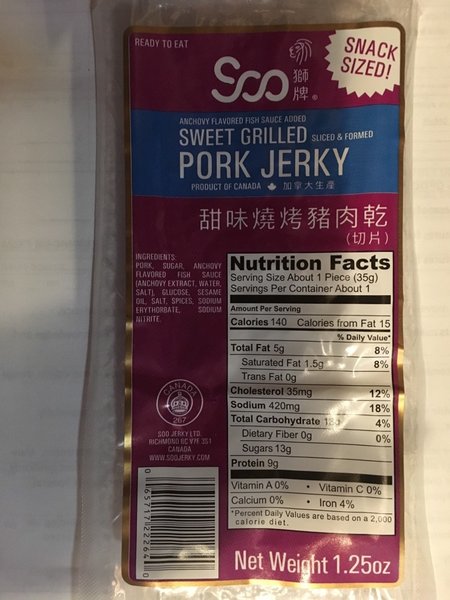 READY TO EAT
Soo
獅牌®
SNACK
SIZED!
ANCHOVY FLAVORED FISH SAUCE ADDED
SWEET GRILLED SLICED & FORMED
PORK JERKY
PRODUCT OF CANADA 加拿大生產
甜味燒烤豬肉乾
(切片)
INGREDIENTS:
PORK, SUGAR, ANCHOVY
FLAVORED FISH SAUCE
(ANCHOVY EXTRACT, WATER,
SALT), GLUCOSE, SESAME
OIL, SALT, SPICES, SODIUM
ERYTHORBATE, SODIUM
NITRITE.
CANADA
267
SOO JERKY LTD.
RICHMOND BC V7E 3S1
CANADA
WWW.SOOJERKY.COM
0 65717 22264 0
Nutrition Facts
Serving Size About 1 Piece (35g)
Servings Per Container About 1
Amount Per Serving
Calories 140 Calories from Fat 15
% Daily Value*
Total Fat 5g 8%
Saturated Fat 1.5g 8%
Trans Fat 0g
Cholesterol 35mg 12%
Sodium 420mg 18%
Total Carbohydrate 4%
Dietary Fiber 0g 0%
Sugars 13g
Protein 9g
Vitamin A 0% • Vitamin C 0%
Calcium 0% • Iron 4%
*Percent Daily Values are based on a 2,000
calorie diet.
Net Weight 1.25oz